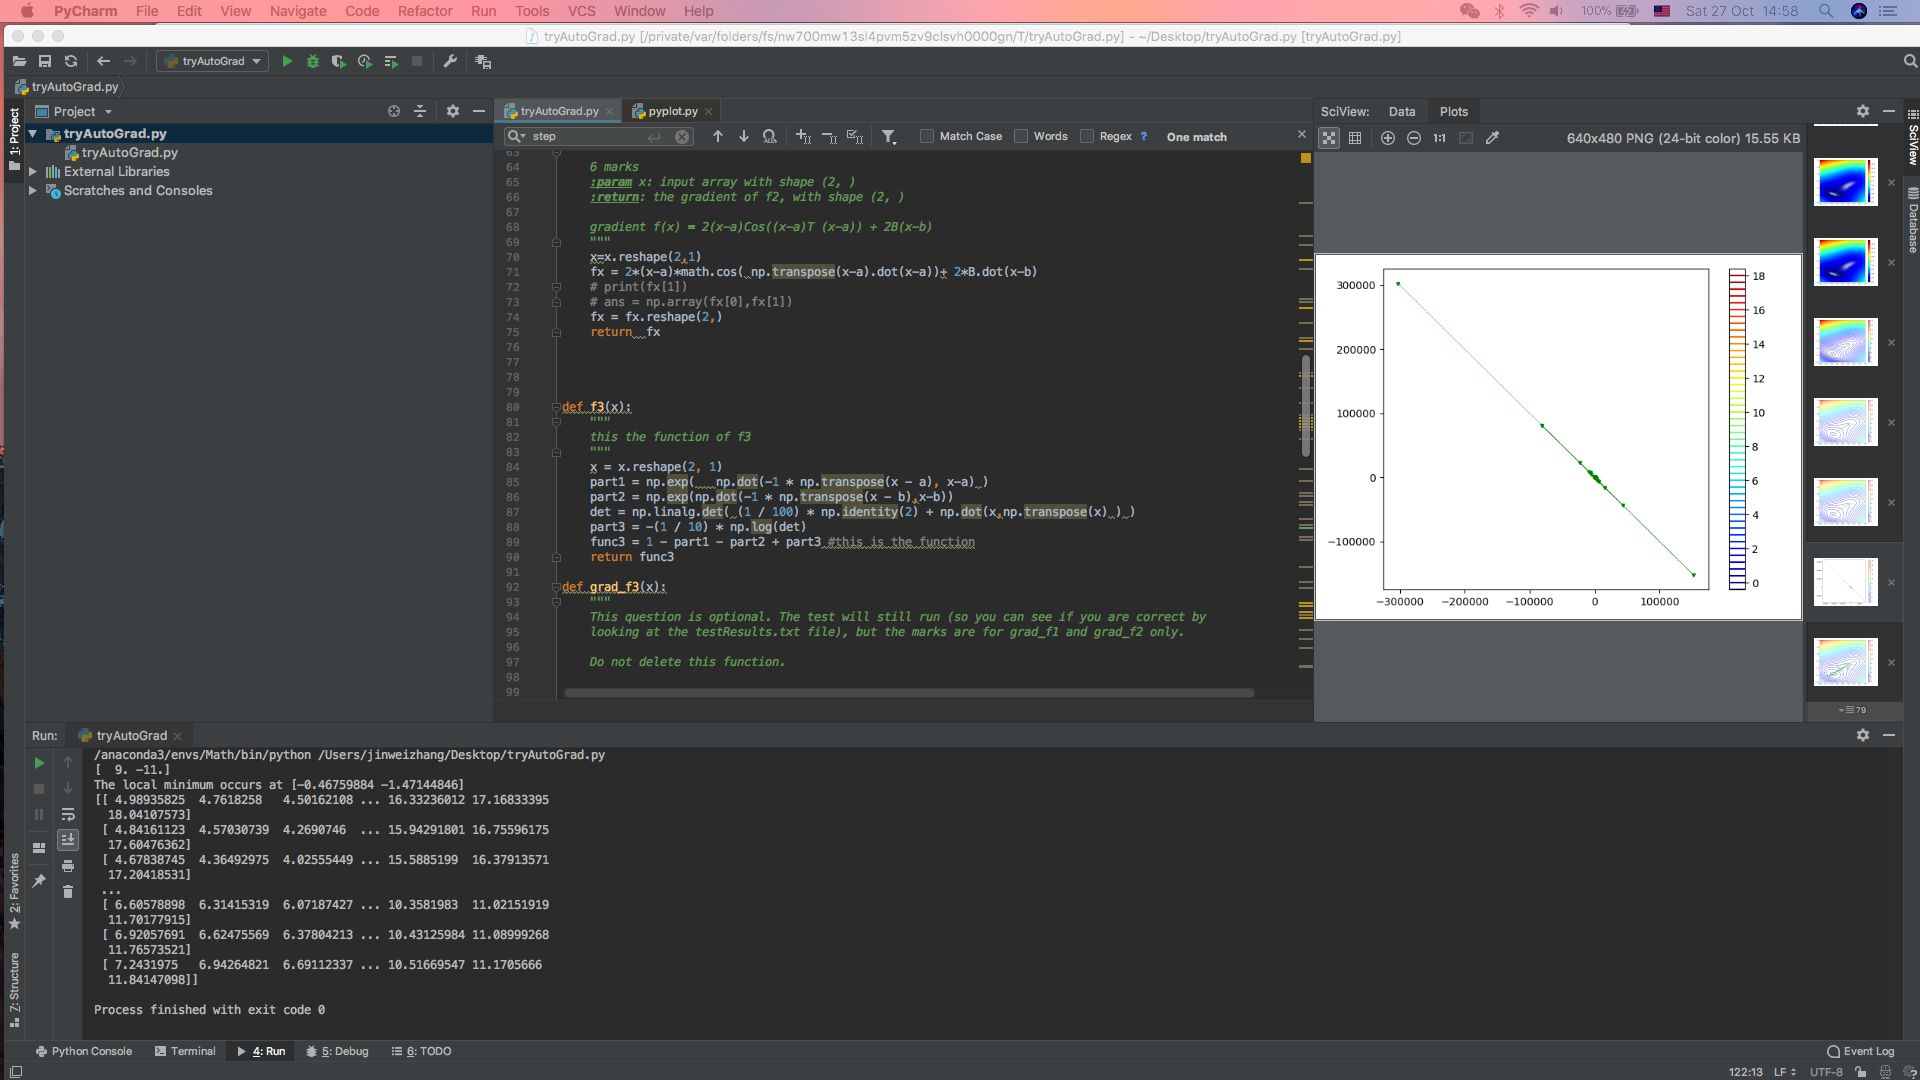 PyCharm File Edit View Navigate Code Refactor Run Tools VCS Window Help 100% Sat 27 Oct 14:58
tryAutoGrad.py [/private/var/folders/fs/nw700mw13sl4pvm5zv9clsvh0000gn/T/tryAutoGrad.py] - ~/Desktop/tryAutoGrad.py [tryAutoGrad.py]
tryAutoGrad
tryAutoGrad.py
1: Project
Project
tryAutoGrad.py
tryAutoGrad.py
External Libraries
Scratches and Consoles
tryAutoGrad.py pyplot.py
step Match Case Words Regex ? One match
63
64 6 marks
65 :param x: input array with shape (2, )
66 :return: the gradient of f2, with shape (2, )
67
68 gradient f(x) = 2(x-a)Cos((x-a)T (x-a)) + 2B(x-b)
69 """
70 x=x.reshape(2,1)
71 fx = 2*(x-a)*math.cos( np.transpose(x-a).dot(x-a))+ 2*B.dot(x-b)
72 # print(fx[1])
73 # ans = np.array(fx[0],fx[1])
74 fx = fx.reshape(2,)
75 return fx
76
77
78
79
80 def f3(x):
81 """
82 this the function of f3
83 """
84 x = x.reshape(2, 1)
85 part1 = np.exp(   np.dot(-1 * np.transpose(x - a), x-a) )
86 part2 = np.exp(np.dot(-1 * np.transpose(x - b),x-b))
87 det = np.linalg.det( (1 / 100) * np.identity(2) + np.dot(x,np.transpose(x) ) )
88 part3 = -(1 / 10) * np.log(det)
89 func3 = 1 - part1 - part2 + part3 #this is the function
90 return func3
91
92 def grad_f3(x):
93 """
94 This question is optional. The test will still run (so you can see if you are correct by
95 looking at the testResults.txt file), but the marks are for grad_f1 and grad_f2 only.
96
97 Do not delete this function.
98
99
SciView: Data Plots
1:1 640x480 PNG (24-bit color) 15.55 KB
300000
200000
100000
0
−100000
−300000 −200000 −100000 0 100000
18
16
14
12
10
8
6
4
2
0
79
SciView
Database
Run: tryAutoGrad
/anaconda3/envs/Math/bin/python /Users/jinweizhang/Desktop/tryAutoGrad.py
[  9. -11.]
The local minimum occurs at [-0.46759884 -1.47144846]
[[ 4.98935825  4.7618258   4.50162108 ... 16.33236012 17.16833395
18.04107573]
[ 4.84161123  4.57030739  4.2690746  ... 15.94291801 16.75596175
17.60476362]
[ 4.67838745  4.36492975  4.02555449 ... 15.5885199  16.37913571
17.20418531]
...
[ 6.60578898  6.31415319  6.07187427 ... 10.3581983  11.02151919
11.70177915]
[ 6.92057691  6.62475569  6.37804213 ... 10.43125984 11.08999268
11.76573521]
[ 7.2431975   6.94264821  6.69112337 ... 10.51669547 11.1705666
11.84147098]]
Process finished with exit code 0
2: Favorites
7: Structure
Python Console Terminal 4: Run 5: Debug 6: TODO Event Log
122:13 LF UTF-8